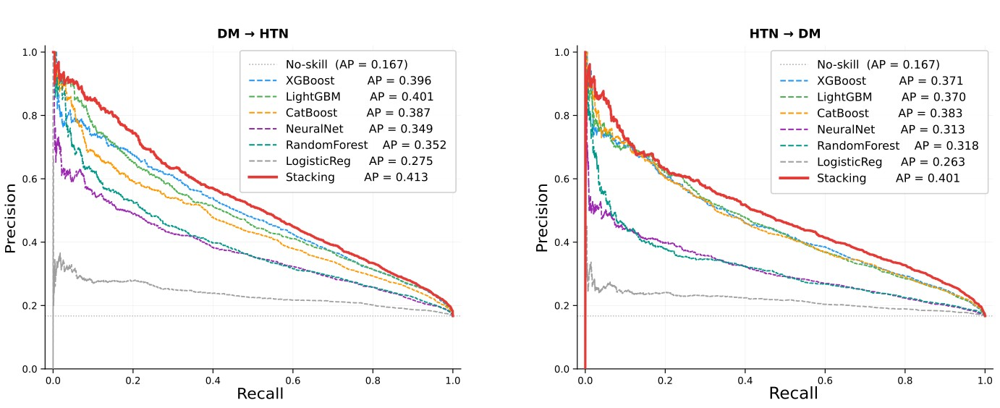 DM → HTN
1.0
0.8
0.6
0.4
0.2
0.0
Precision
No-skill (AP = 0.167)
XGBoost AP = 0.396
LightGBM AP = 0.401
CatBoost AP = 0.387
NeuralNet AP = 0.349
RandomForest AP = 0.352
LogisticReg AP = 0.275
Stacking AP = 0.413
0.0 0.2 0.4 0.6 0.8 1.0
Recall
HTN → DM
1.0
0.8
0.6
0.4
0.2
0.0
Precision
No-skill (AP = 0.167)
XGBoost AP = 0.371
LightGBM AP = 0.370
CatBoost AP = 0.383
NeuralNet AP = 0.313
RandomForest AP = 0.318
LogisticReg AP = 0.263
Stacking AP = 0.401
0.0 0.2 0.4 0.6 0.8 1.0
Recall